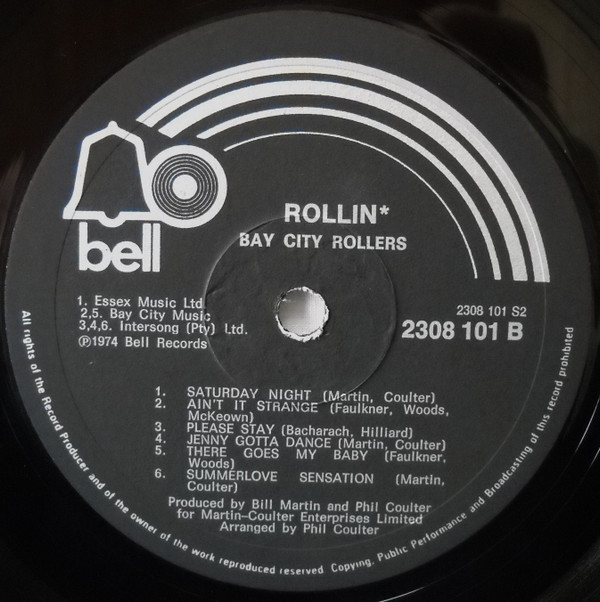 bell
ROLLIN*
BAY CITY ROLLERS
1. Essex Music Ltd.
2,5. Bay City Music
3,4,6. Intersong (Pty) Ltd.
℗1974 Bell Records
2308 101 S2
2308 101 B
1. SATURDAY NIGHT (Martin, Coulter)
2. AIN'T IT STRANGE (Faulkner, Woods,
McKeown)
3. PLEASE STAY (Bacharach, Hilliard)
4. JENNY GOTTA DANCE (Martin, Coulter)
5. THERE GOES MY BABY (Faulkner,
Woods)
6. SUMMERLOVE SENSATION (Martin,
Coulter)
Produced by Bill Martin and Phil Coulter
for Martin-Coulter Enterprises Limited
Arranged by Phil Coulter
All rights of the Record Producer and of the owner of the work reproduced reserved. Copying, Public Performance and Broadcasting of this record prohibited